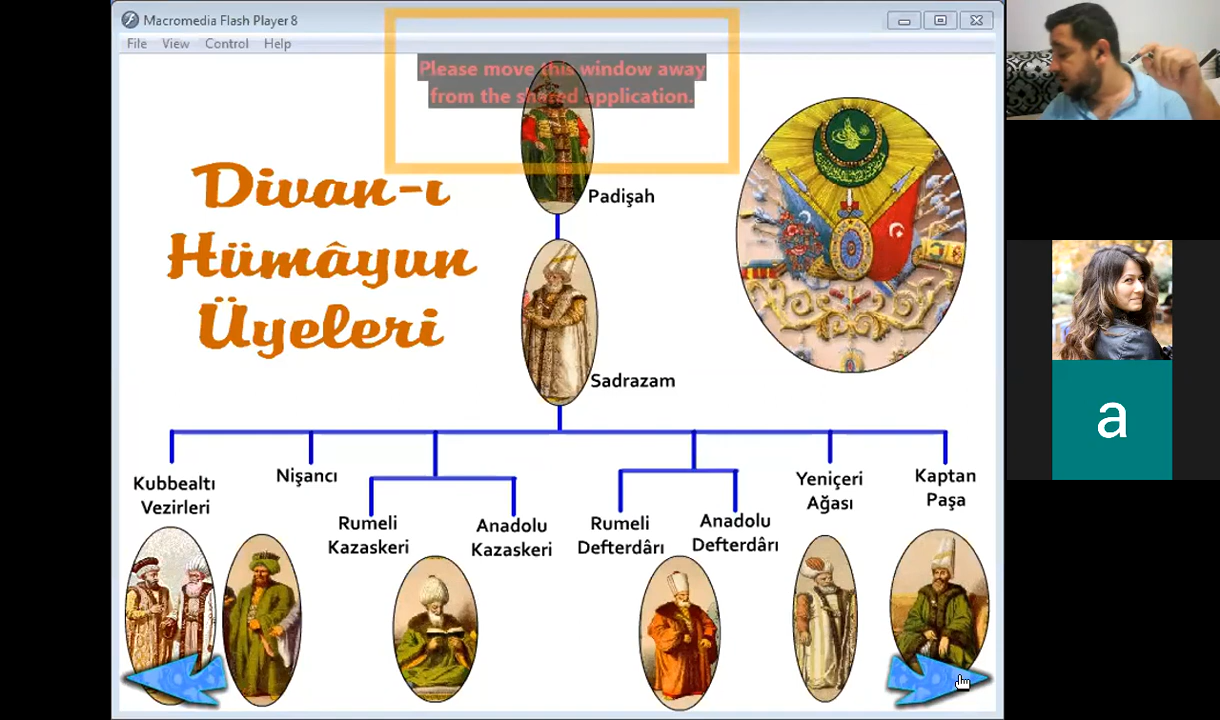 Macromedia Flash Player 8
File View Control Help
Please move this window away
from the shared application.
Divan-ı
Hümâyun
Üyeleri
Padişah
Sadrazam
Kubbealtı
Vezirleri
Nişancı
Rumeli
Kazaskeri
Anadolu
Kazaskeri
Rumeli
Defterdârı
Anadolu
Defterdârı
Yeniçeri
Ağası
Kaptan
Paşa
a